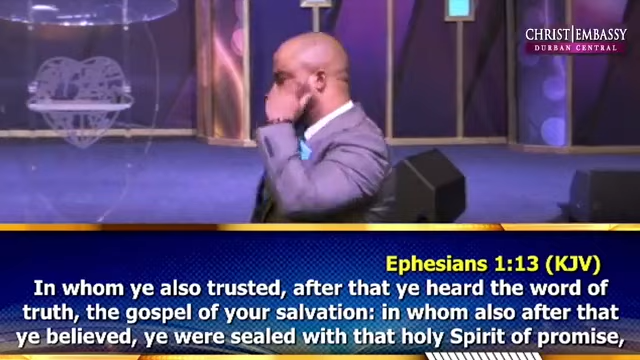 CHRIST EMBASSY
DURBAN CENTRAL
Ephesians 1:13 (KJV)
In whom ye also trusted, after that ye heard the word of
truth, the gospel of your salvation: in whom also after that
ye believed, ye were sealed with that holy Spirit of promise,